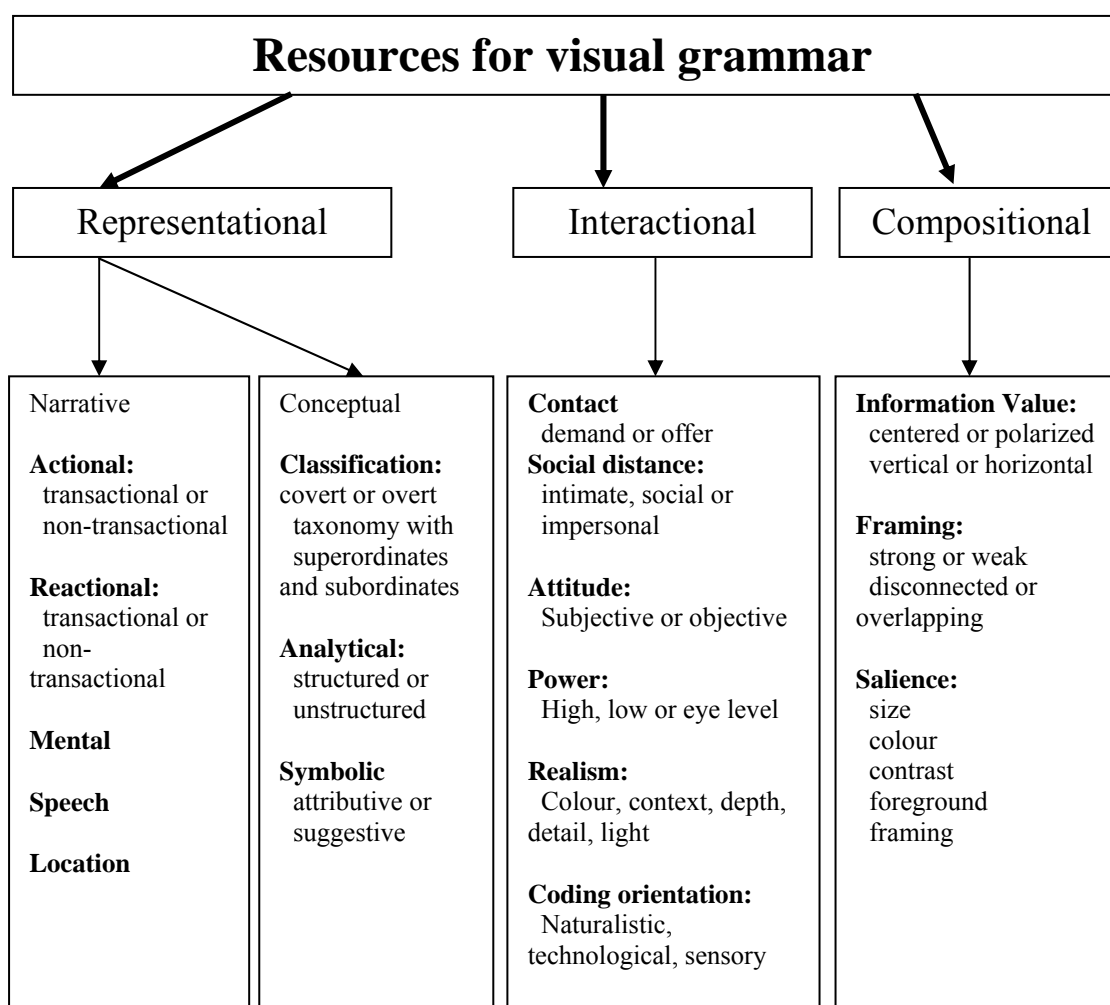 Resources for visual grammar
Representational
Interactional
Compositional
Narrative
Actional:
transactional or
non-transactional
Reactional:
transactional or
non-
transactional
Mental
Speech
Location
Conceptual
Classification:
covert or overt
taxonomy with
superordinates
and subordinates
Analytical:
structured or
unstructured
Symbolic
attributive or
suggestive
Contact
demand or offer
Social distance:
intimate, social or
impersonal
Attitude:
Subjective or objective
Power:
High, low or eye level
Realism:
Colour, context, depth,
detail, light
Coding orientation:
Naturalistic,
technological, sensory
Information Value:
centered or polarized
vertical or horizontal
Framing:
strong or weak
disconnected or
overlapping
Salience:
size
colour
contrast
foreground
framing